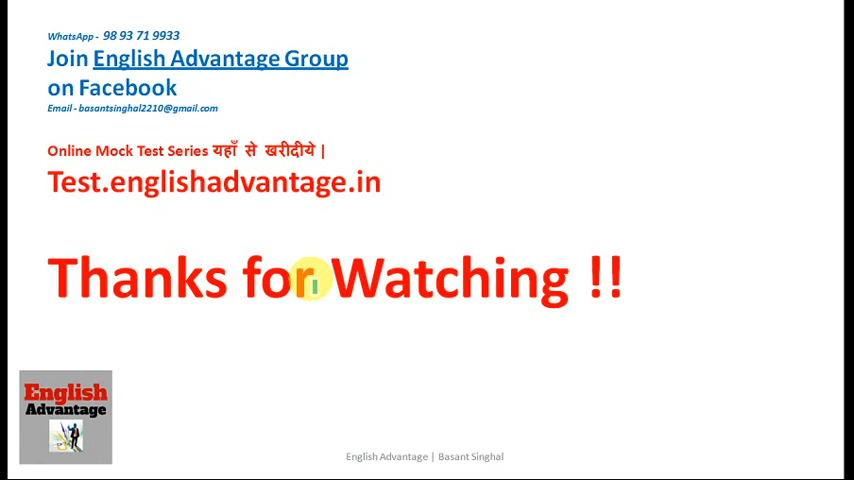 WhatsApp - 98 93 71 9933
Join English Advantage Group
on Facebook
Email - basantsinghal2210@gmail.com
Online Mock Test Series यहाँ से खरीदीये |
Test.englishadvantage.in
Thanks for Watching !!
English
Advantage
English Advantage | Basant Singhal